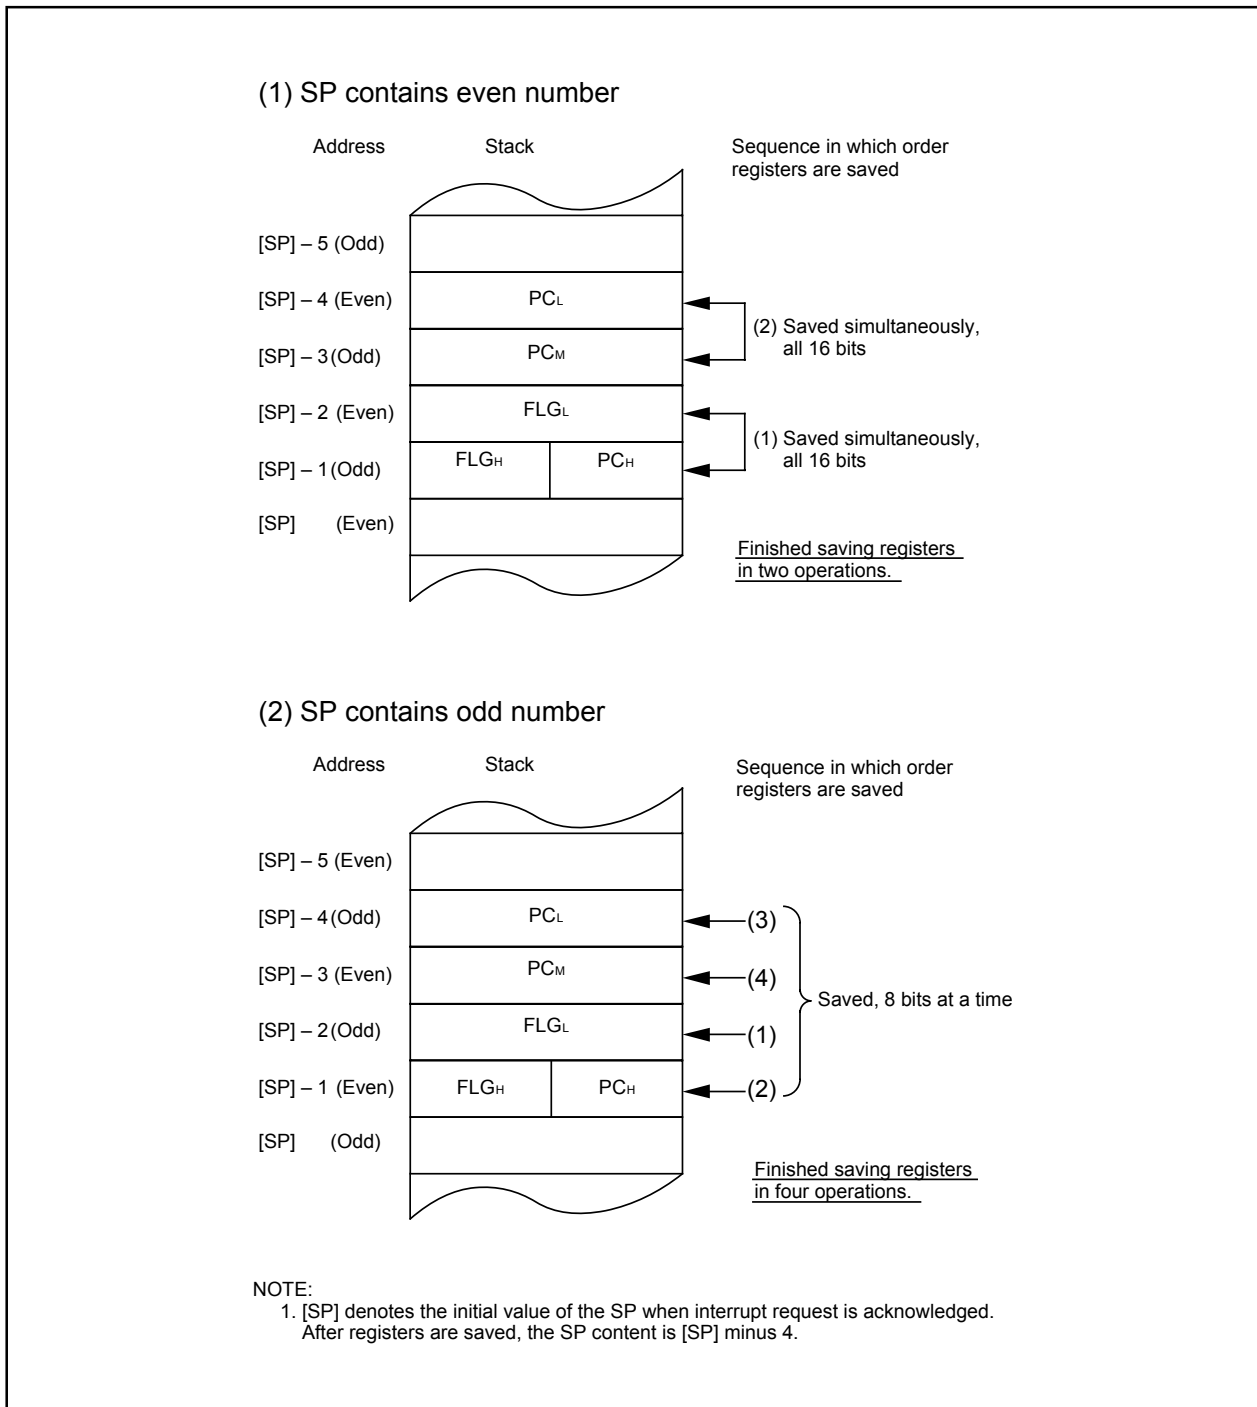 (1) SP contains even number
Address Stack Sequence in which order
registers are saved
[SP] – 5 (Odd)
[SP] – 4 (Even) PCL
(2) Saved simultaneously,
all 16 bits
[SP] – 3 (Odd) PCM
[SP] – 2 (Even) FLGL
(1) Saved simultaneously,
all 16 bits
[SP] – 1 (Odd) FLGH PCH
[SP] (Even)
Finished saving registers
in two operations.
(2) SP contains odd number
Address Stack Sequence in which order
registers are saved
[SP] – 5 (Even)
[SP] – 4 (Odd) PCL (3)
[SP] – 3 (Even) PCM (4)
Saved, 8 bits at a time
[SP] – 2 (Odd) FLGL (1)
[SP] – 1 (Even) FLGH PCH (2)
[SP] (Odd)
Finished saving registers
in four operations.
NOTE:
1. [SP] denotes the initial value of the SP when interrupt request is acknowledged.
After registers are saved, the SP content is [SP] minus 4.